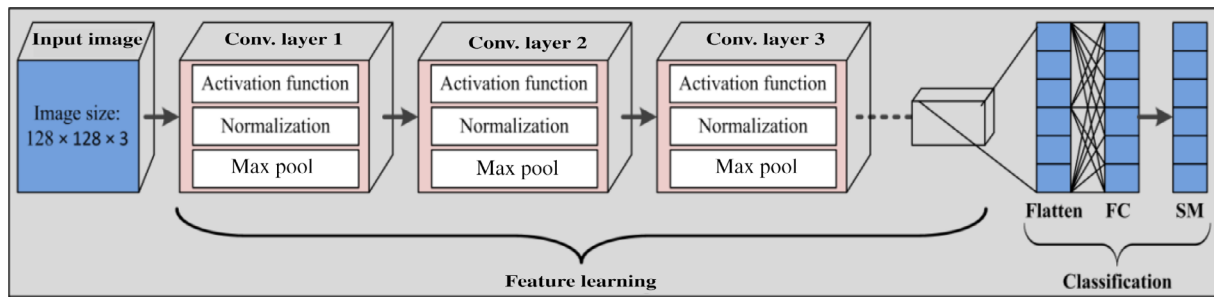 Input image
Conv. layer 1
Conv. layer 2
Conv. layer 3
Image size:
128 × 128 × 3
Activation function
Normalization
Max pool
Activation function
Normalization
Max pool
Activation function
Normalization
Max pool
Flatten
FC
SM
Feature learning
Classification